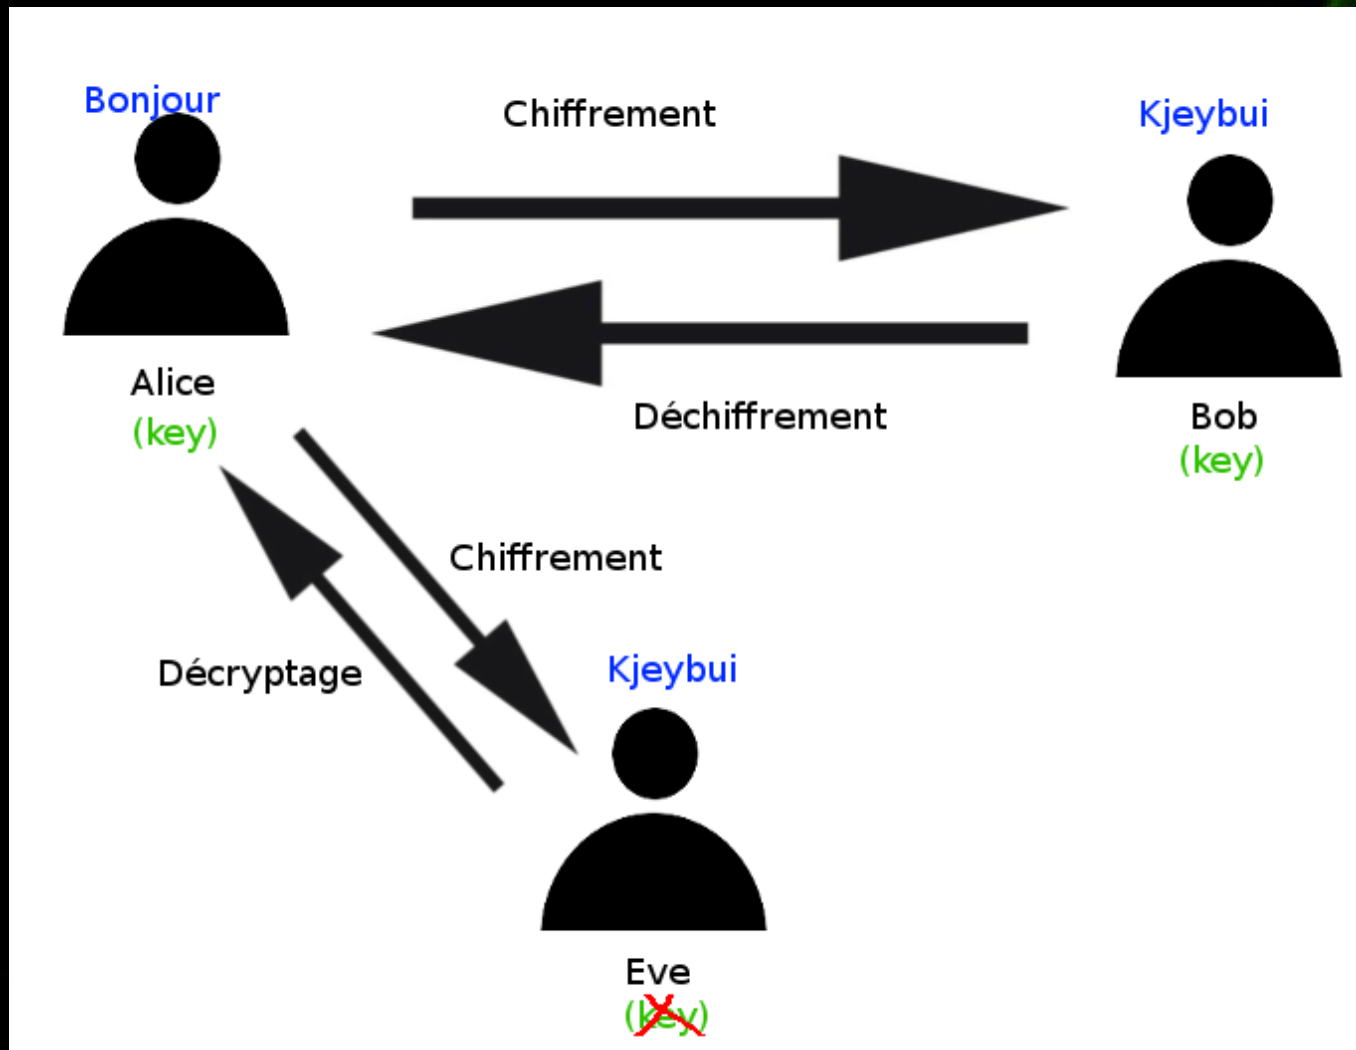 Bonjour
Chiffrement
Kjeybui
Alice
(key)
Déchiffrement
Bob
(key)
Chiffrement
Décryptage
Kjeybui
Eve
(key)